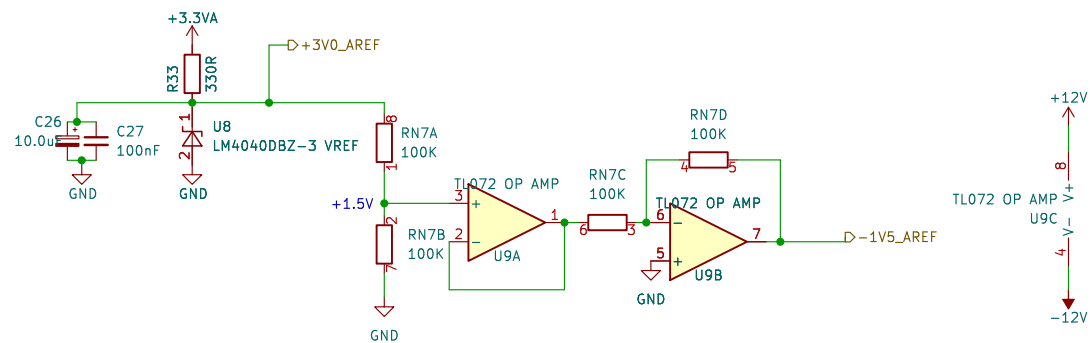 +3.3VA
+3V0_AREF
R33
330R
C26
10.0uF
+
C27
100nF
GND
1
2
U8
LM4040DBZ-3 VREF
GND
8
RN7A
100K
1
+1.5V
2
RN7B
100K
7
GND
TL072 OP AMP
3
+
2
-
1
U9A
RN7C
100K
6
3
RN7D
100K
4
5
TL072 OP AMP
6
-
5
+
7
U9B
GND
-1V5_AREF
+12V
8
V+
TL072 OP AMP
U9C
V-
4
-12V